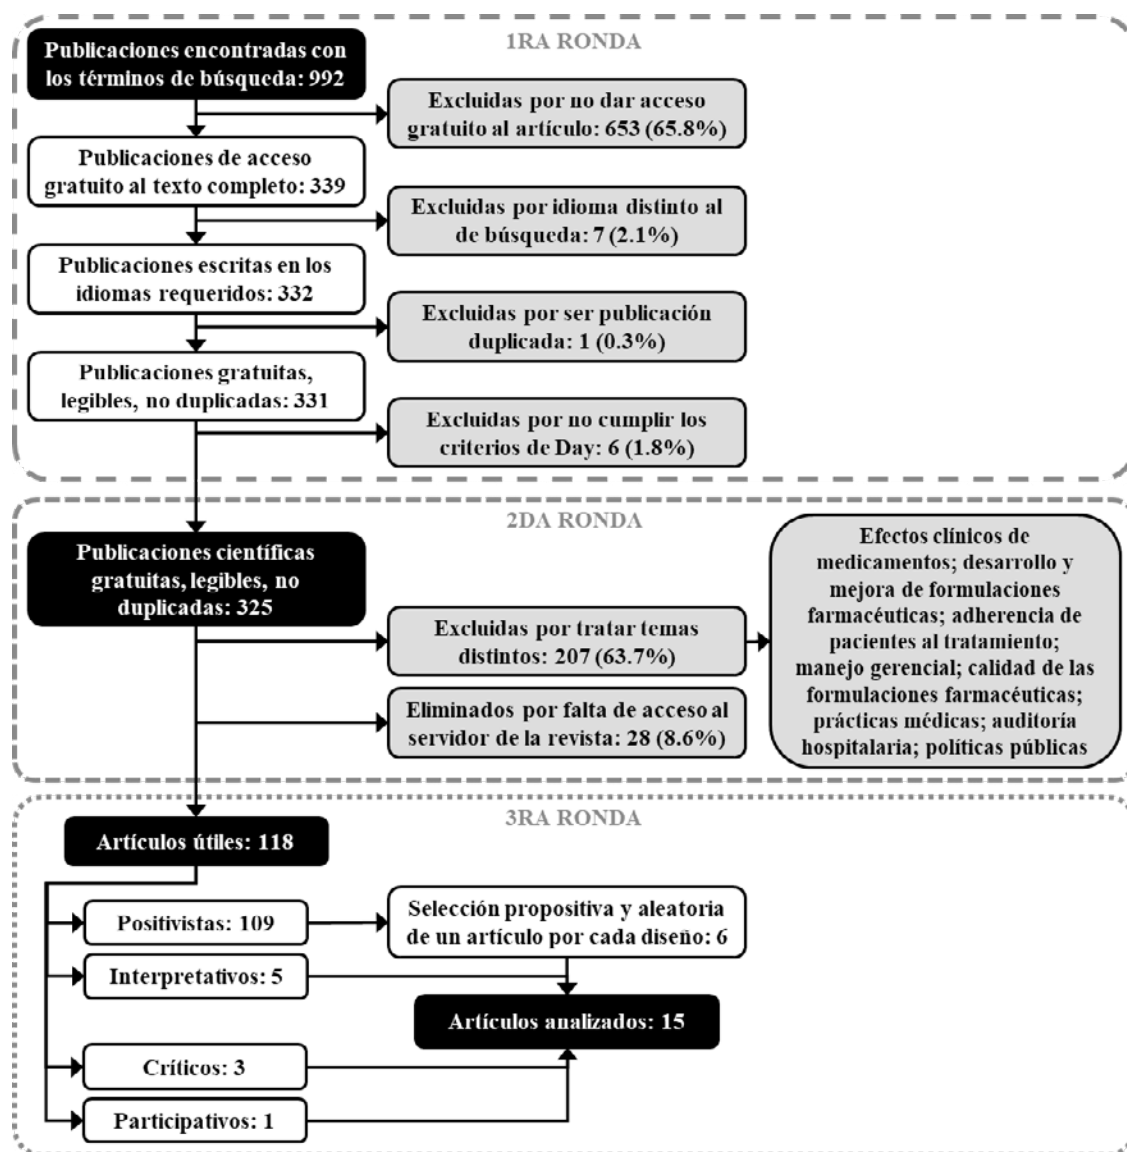 1RA RONDA
Publicaciones encontradas con
los términos de búsqueda: 992
Excluidas por no dar acceso
gratuito al artículo: 653 (65.8%)
Publicaciones de acceso
gratuito al texto completo: 339
Excluidas por idioma distinto al
de búsqueda: 7 (2.1%)
Publicaciones escritas en los
idiomas requeridos: 332
Excluidas por ser publicación
duplicada: 1 (0.3%)
Publicaciones gratuitas,
legibles, no duplicadas: 331
Excluidas por no cumplir los
criterios de Day: 6 (1.8%)
2DA RONDA
Publicaciones científicas
gratuitas, legibles, no
duplicadas: 325
Excluidas por tratar temas
distintos: 207 (63.7%)
Efectos clínicos de
medicamentos; desarrollo y
mejora de formulaciones
farmacéuticas; adherencia de
pacientes al tratamiento;
manejo gerencial; calidad de las
formulaciones farmacéuticas;
prácticas médicas; auditoría
hospitalaria; políticas públicas
Eliminados por falta de acceso al
servidor de la revista: 28 (8.6%)
3RA RONDA
Artículos útiles: 118
Positivistas: 109
Selección propositiva y aleatoria
de un artículo por cada diseño: 6
Interpretativos: 5
Artículos analizados: 15
Críticos: 3
Participativos: 1